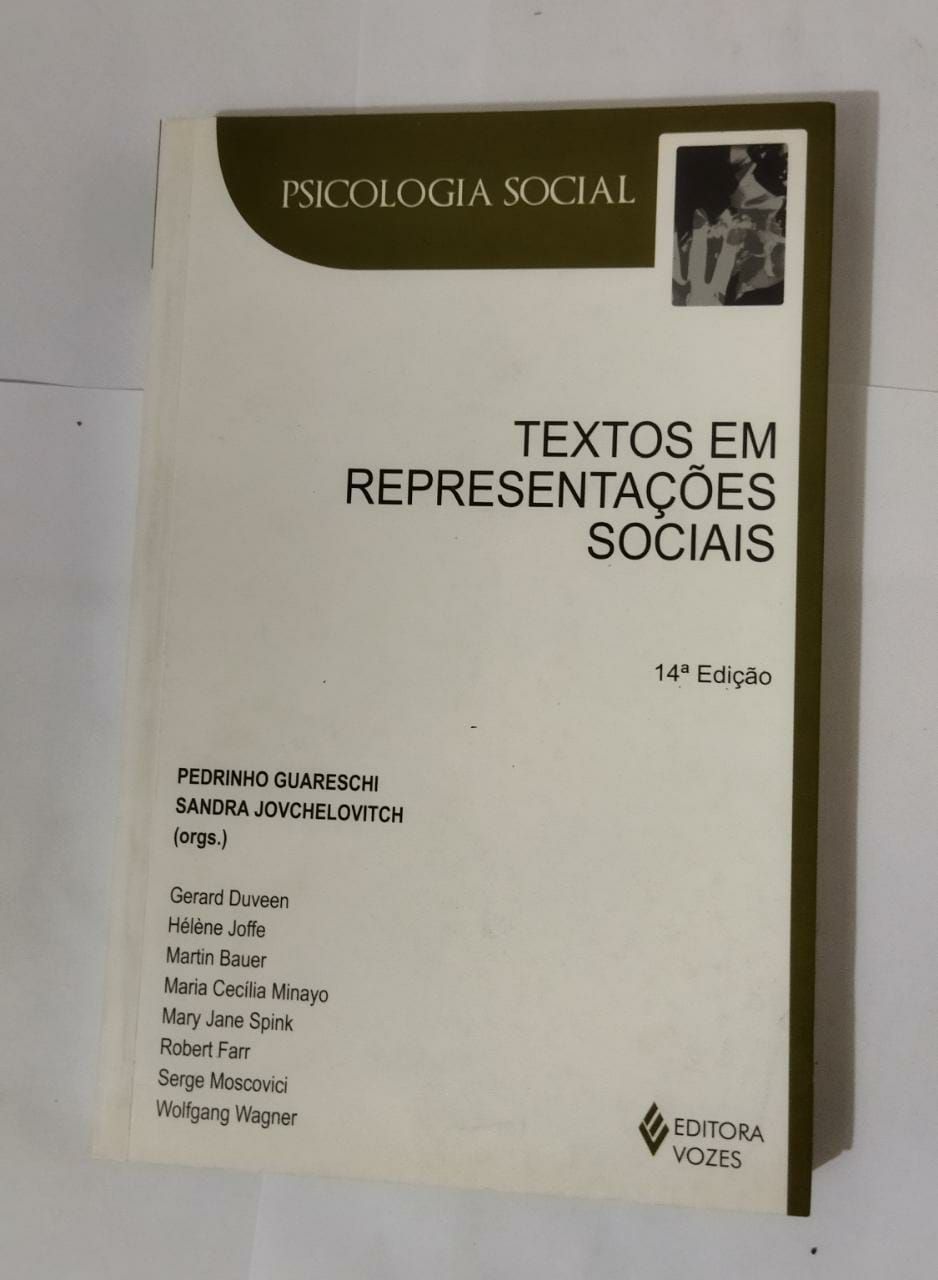 PSICOLOGIA SOCIAL
TEXTOS EM
REPRESENTAÇÕES
SOCIAIS
14ª Edição
PEDRINHO GUARESCHI
SANDRA JOVCHELOVITCH
(orgs.)
Gerard Duveen
Hélène Joffe
Martin Bauer
Maria Cecília Minayo
Mary Jane Spink
Robert Farr
Serge Moscovici
Wolfgang Wagner
EDITORA
VOZES